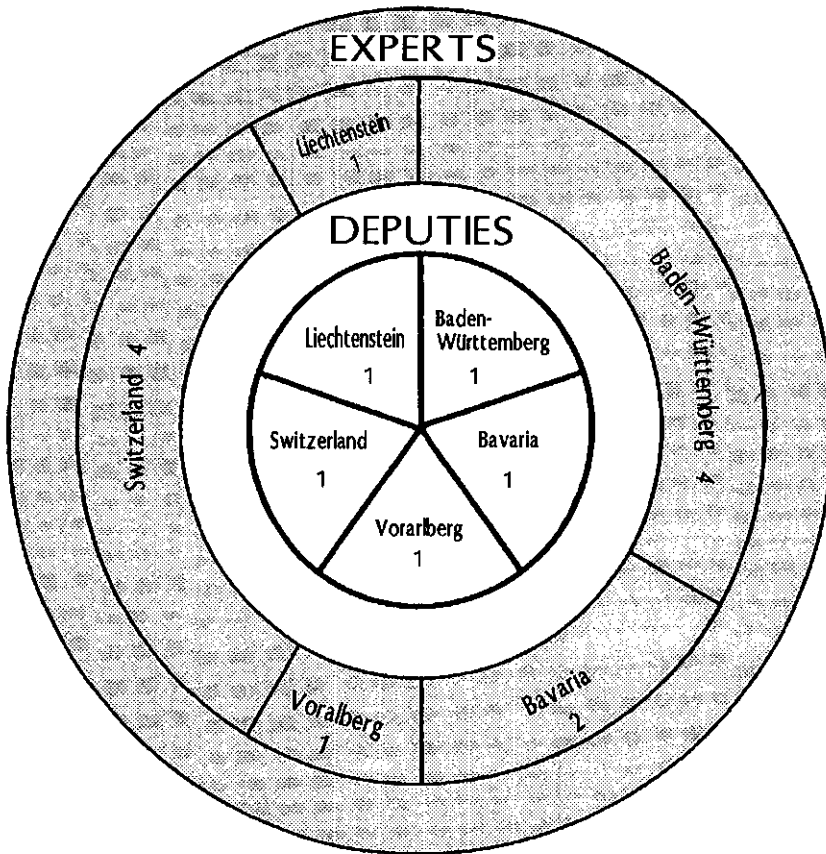 EXPERTS
Liechtenstein
1
Baden-Württemberg 4
Bavaria
2
Voralberg
1
Switzerland 4
DEPUTIES
Liechtenstein
1
Baden-
Württemberg
1
Bavaria
1
Vorarlberg
1
Switzerland
1